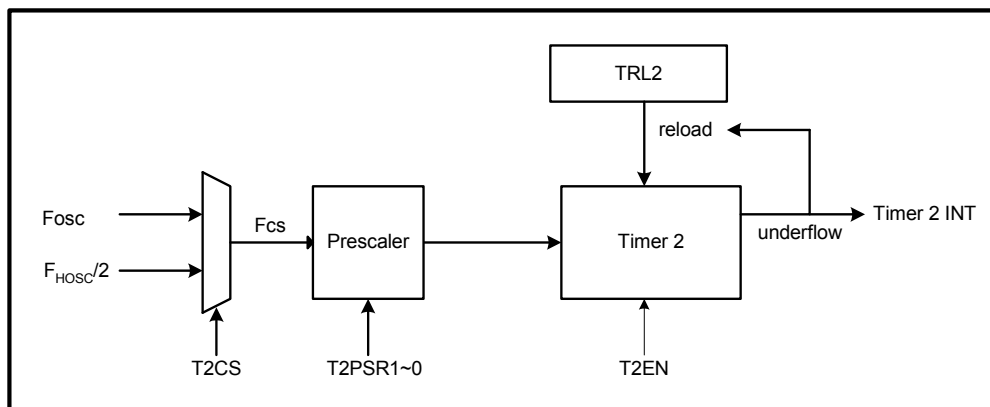 TRL2
reload
Fosc
Fcs
Prescaler
Timer 2
Timer 2 INT
underflow
FHOSC/2
T2CS
T2PSR1~0
T2EN